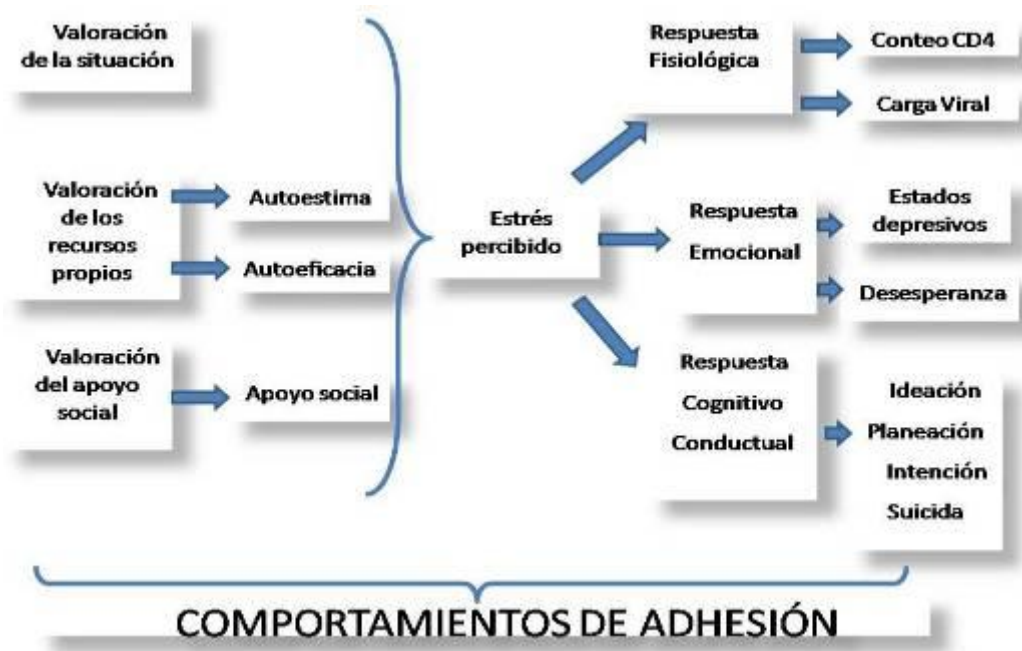 Valoración
de la situación
Valoración
de los
recursos
propios
Autoestima
Autoeficacia
Valoración
del apoyo
social
Apoyo social
Estrés
percibido
Respuesta
Fisiológica
Conteo CD4
Carga Viral
Respuesta
Emocional
Estados
depresivos
Desesperanza
Respuesta
Cognitivo
Conductual
Ideación
Planeación
Intención
Suicida
COMPORTAMIENTOS DE ADHESIÓN